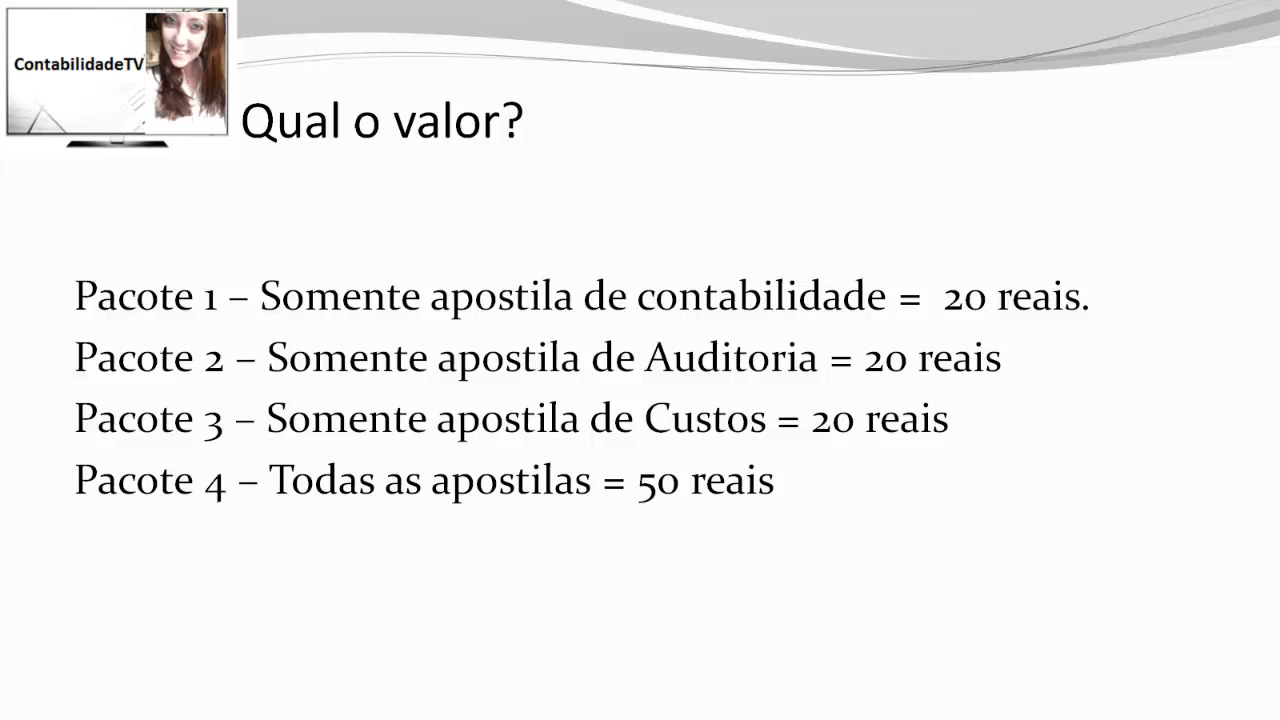 ContabilidadeTV
Qual o valor?
Pacote 1 – Somente apostila de contabilidade = 20 reais.
Pacote 2 – Somente apostila de Auditoria = 20 reais
Pacote 3 – Somente apostila de Custos = 20 reais
Pacote 4 – Todas as apostilas = 50 reais